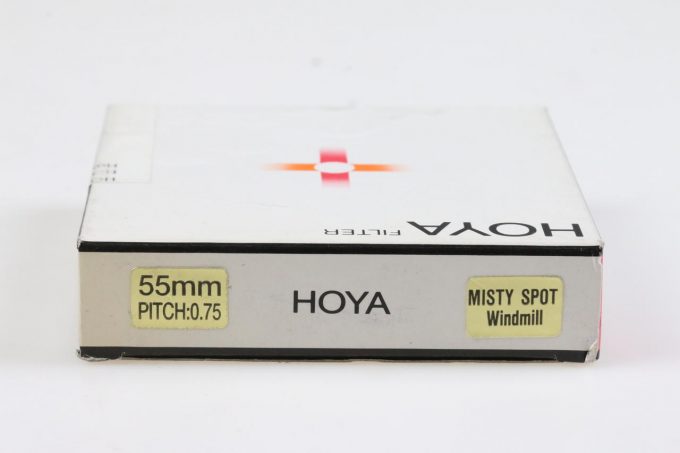 HOYA FILTER
55mm
PITCH:0.75
HOYA
MISTY SPOT
Windmill